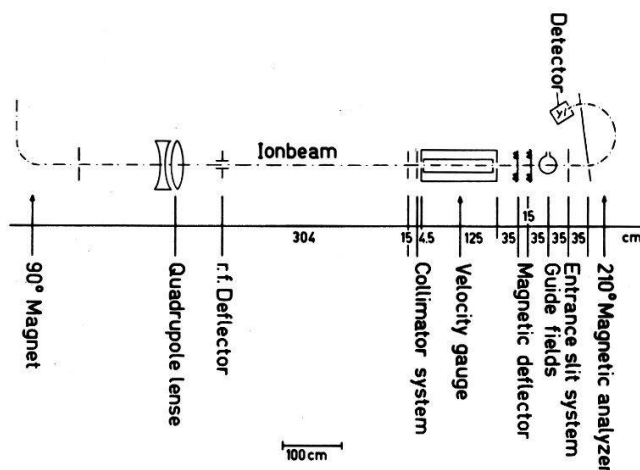 Detector
Ionbeam
15
304
15
4.5
125
35
35
35
35
cm
90° Magnet
Quadrupole lense
r.f. Deflector
Collimator system
Velocity gauge
Magnetic deflector
Guide fields
Entrance slit system
210° Magnetic analyzer
100 cm